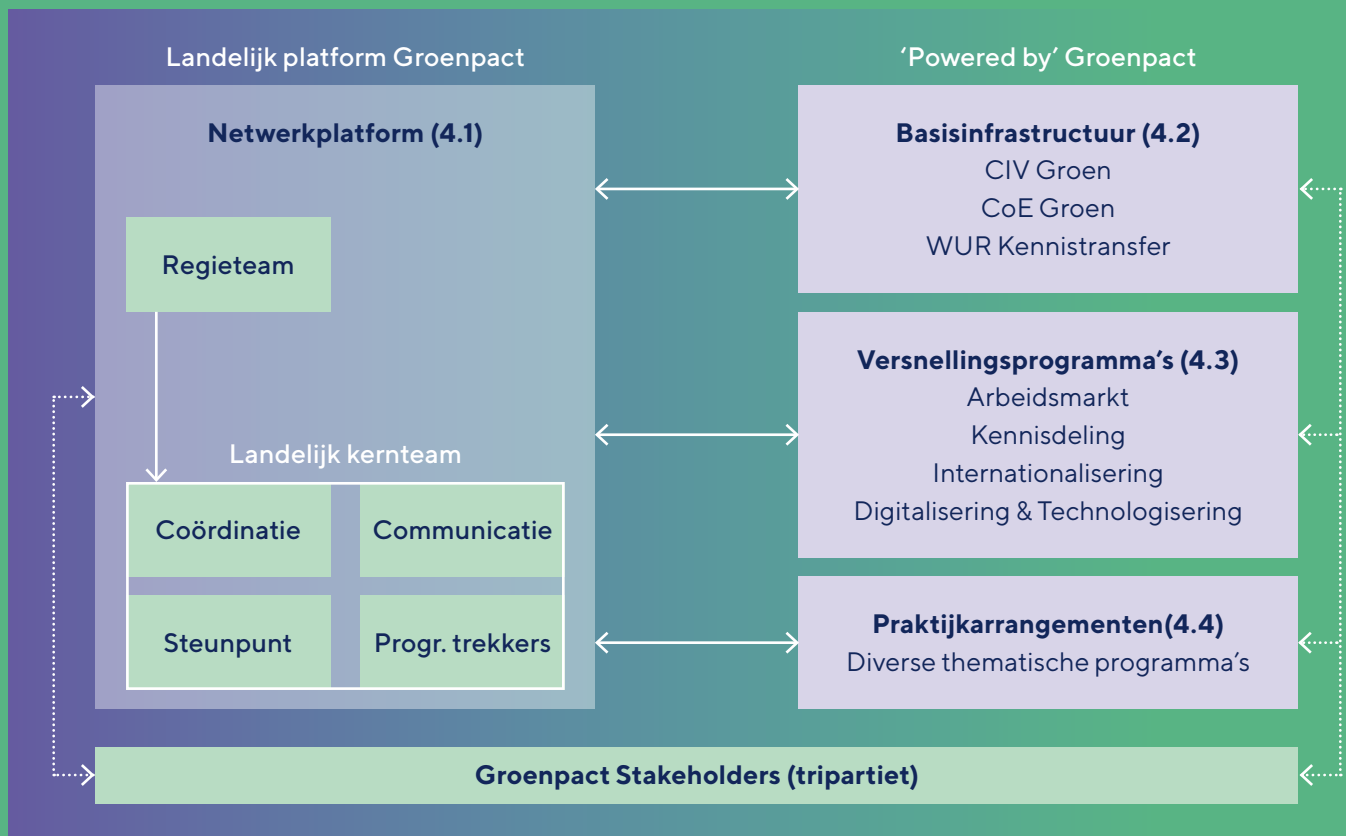 Landelijk platform Groenpact
Netwerkplatform (4.1)
Regieteam
Landelijk kernteam
Coördinatie
Communicatie
Steunpunt
Progr. trekkers
‘Powered by’ Groenpact
Basisinfrastructuur (4.2)
CIV Groen
CoE Groen
WUR Kennistransfer
Versnellingsprogramma’s (4.3)
Arbeidsmarkt
Kennisdeling
Internationalisering
Digitalisering & Technologisering
Praktijkarrangementen(4.4)
Diverse thematische programma’s
Groenpact Stakeholders (tripartiet)